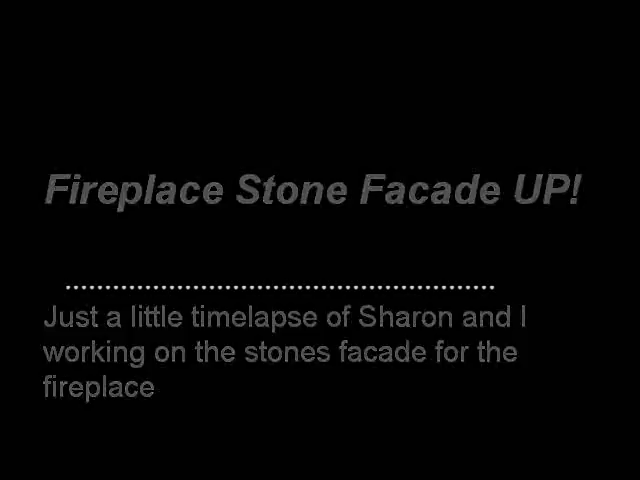 Fireplace Stone Facade UP!
Just a little timelapse of Sharon and I
working on the stones facade for the
fireplace